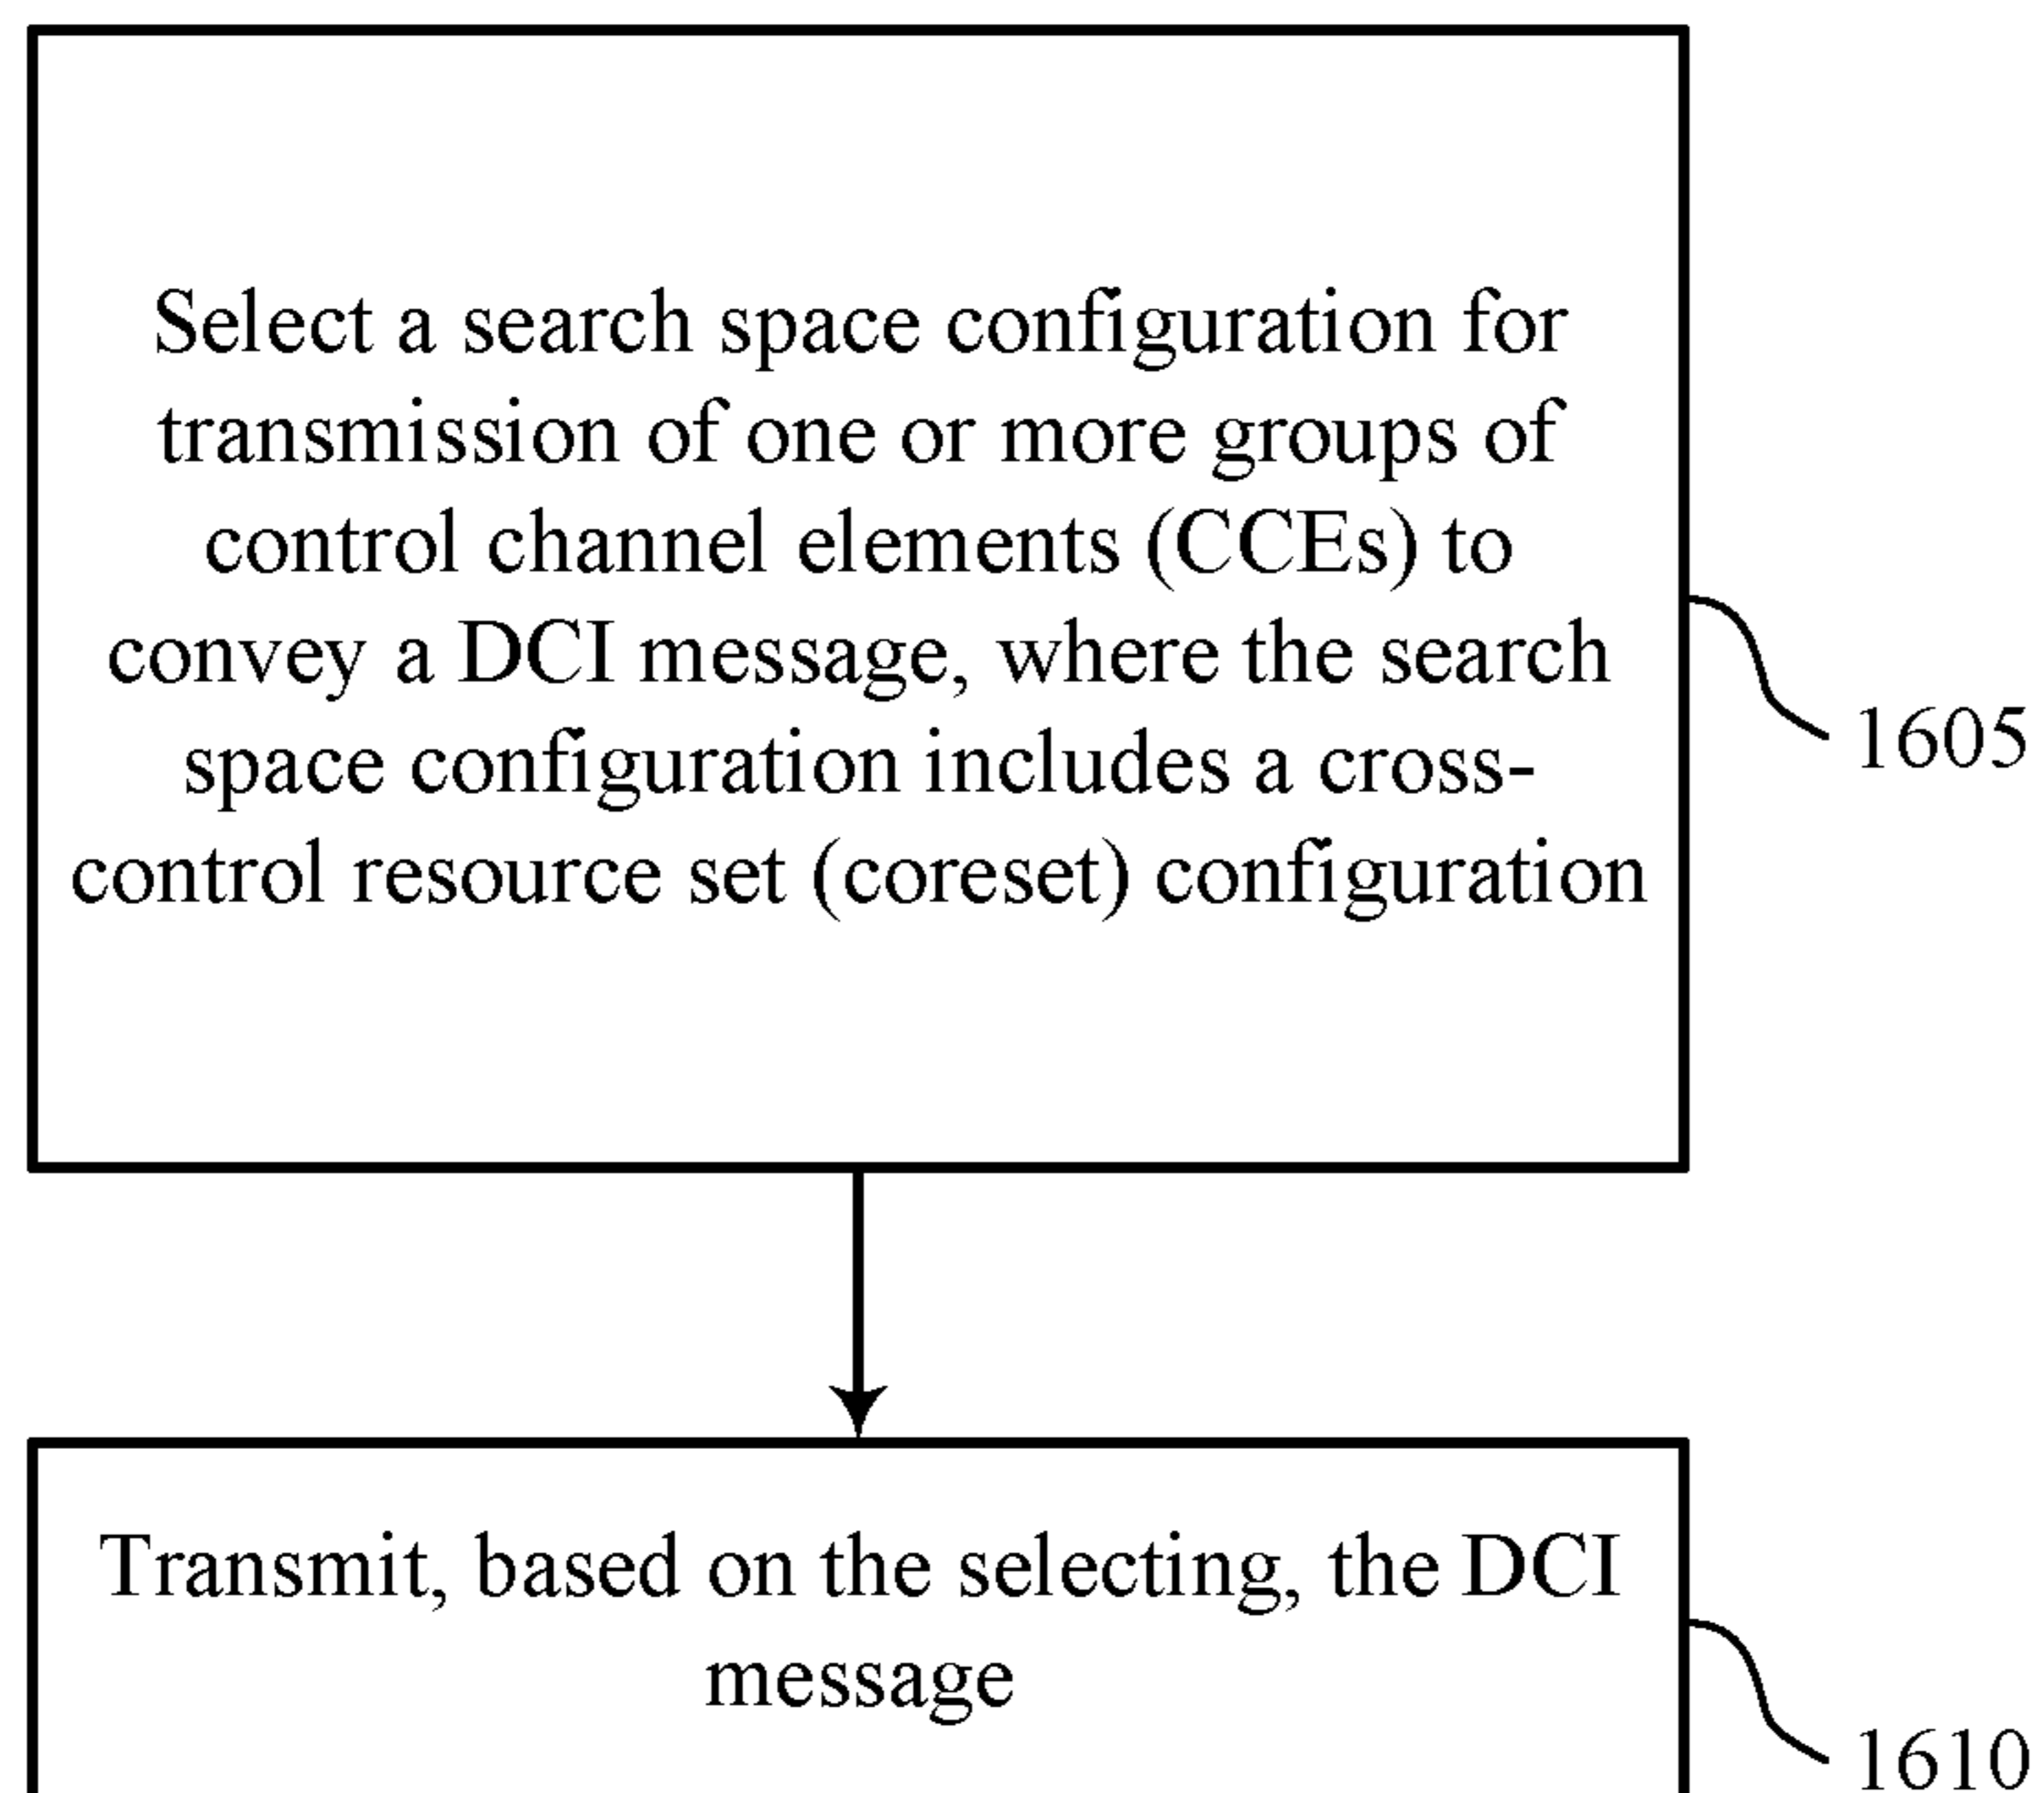 Select a search space configuration for
transmission of one or more groups of
control channel elements (CCEs) to
convey a DCI message, where the search
space configuration includes a cross-
control resource set (coreset) configuration
1605
Transmit, based on the selecting, the DCI
message
1610